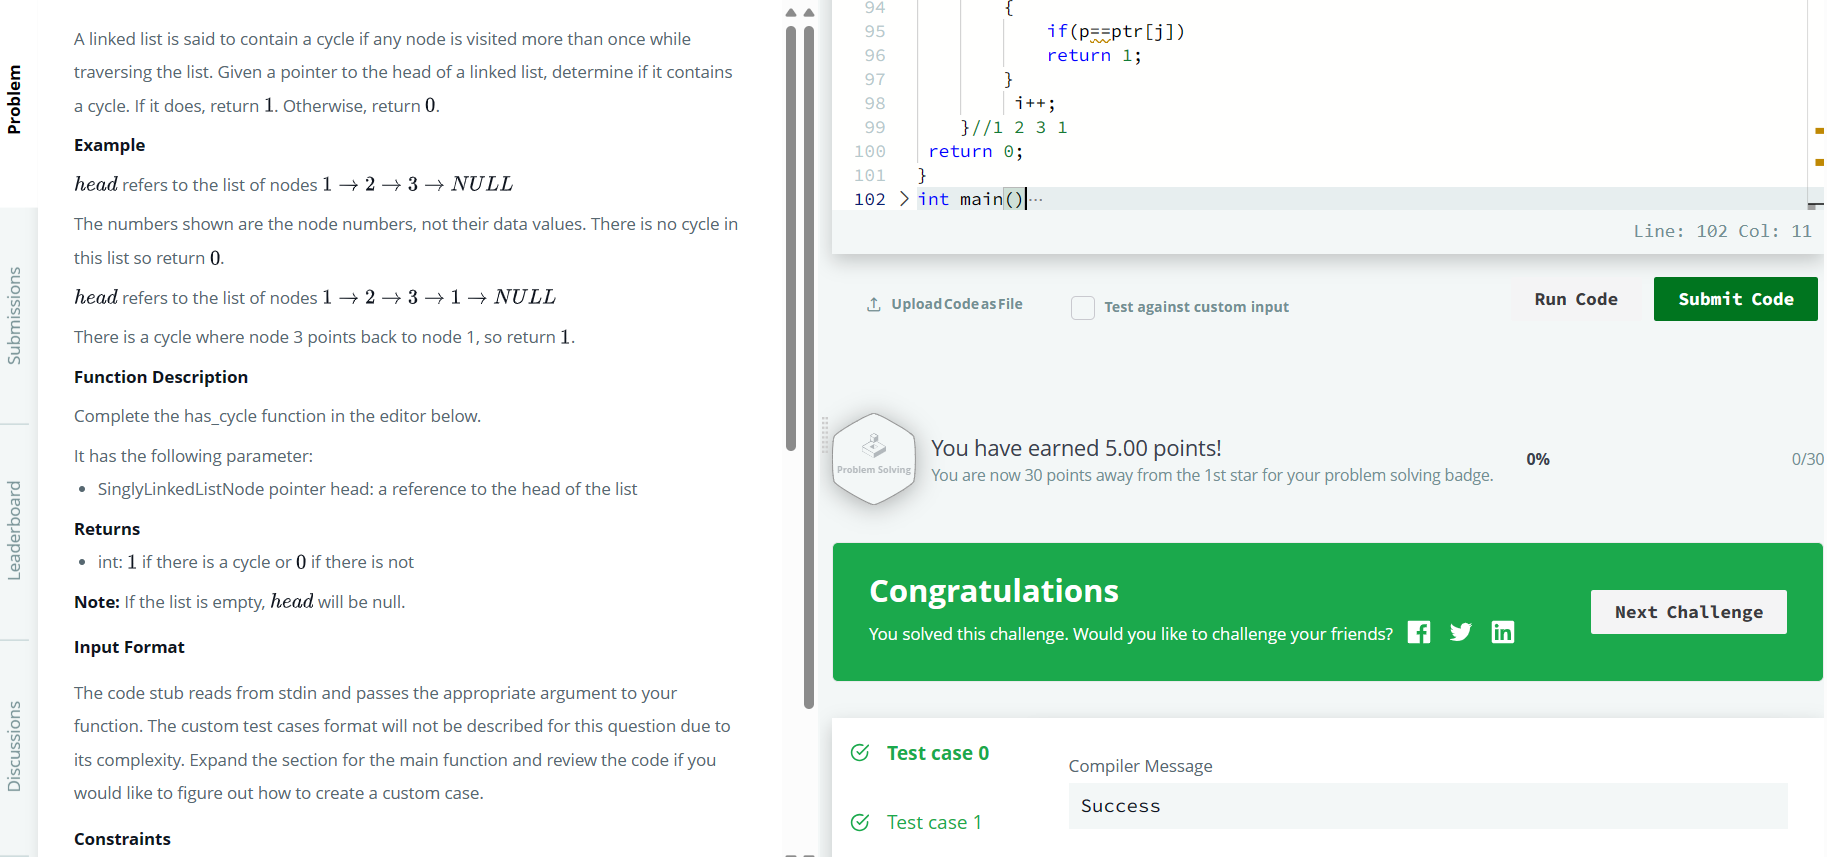 Problem
Submissions
Leaderboard
Discussions
A linked list is said to contain a cycle if any node is visited more than once while
traversing the list. Given a pointer to the head of a linked list, determine if it contains
a cycle. If it does, return 1. Otherwise, return 0.
Example
head refers to the list of nodes 1 → 2 → 3 → NULL
The numbers shown are the node numbers, not their data values. There is no cycle in
this list so return 0.
head refers to the list of nodes 1 → 2 → 3 → 1 → NULL
There is a cycle where node 3 points back to node 1, so return 1.
Function Description
Complete the has_cycle function in the editor below.
It has the following parameter:
• SinglyLinkedListNode pointer head: a reference to the head of the list
Returns
• int: 1 if there is a cycle or 0 if there is not
Note: If the list is empty, head will be null.
Input Format
The code stub reads from stdin and passes the appropriate argument to your
function. The custom test cases format will not be described for this question due to
its complexity. Expand the section for the main function and review the code if you
would like to figure out how to create a custom case.
Constraints
94 {
95 if(p==ptr[j])
96 return 1;
97 }
98 i++;
99 }//1 2 3 1
100 return 0;
101 }
102 int main()…
Line: 102 Col: 11
Upload Code as File
Test against custom input
Run Code
Submit Code
Problem Solving
You have earned 5.00 points!
You are now 30 points away from the 1st star for your problem solving badge.
0%
0/30
Congratulations
You solved this challenge. Would you like to challenge your friends?
Next Challenge
Test case 0
Test case 1
Compiler Message
Success